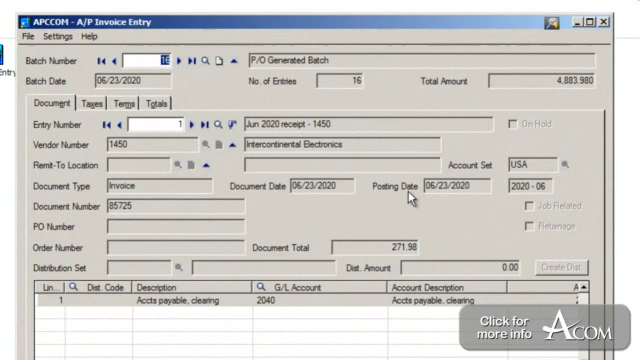 APCCOM - A/P Invoice Entry
File Settings Help
Entry
Batch Number 16 P/O Generated Batch
Batch Date 06/23/2020 No. of Entries 16 Total Amount 4,883.980
Document Taxes Terms Totals
Entry Number 1 Jun 2020 receipt - 1450 On Hold
Vendor Number 1450 Intercontinental Electronics
Remit-To Location Account Set USA
Document Type Invoice Document Date 06/23/2020 Posting Date 06/23/2020 2020 - 06
Document Number 85725 Job Related
PO Number Retainage
Order Number Document Total 271.98
Distribution Set Dist. Amount 0.00 Create Dist.
Lin... Dist. Code Description G/L Account Account Description A
1 Accts payable, clearing 2040 Accts payable, clearing
Click for
more info ACOM